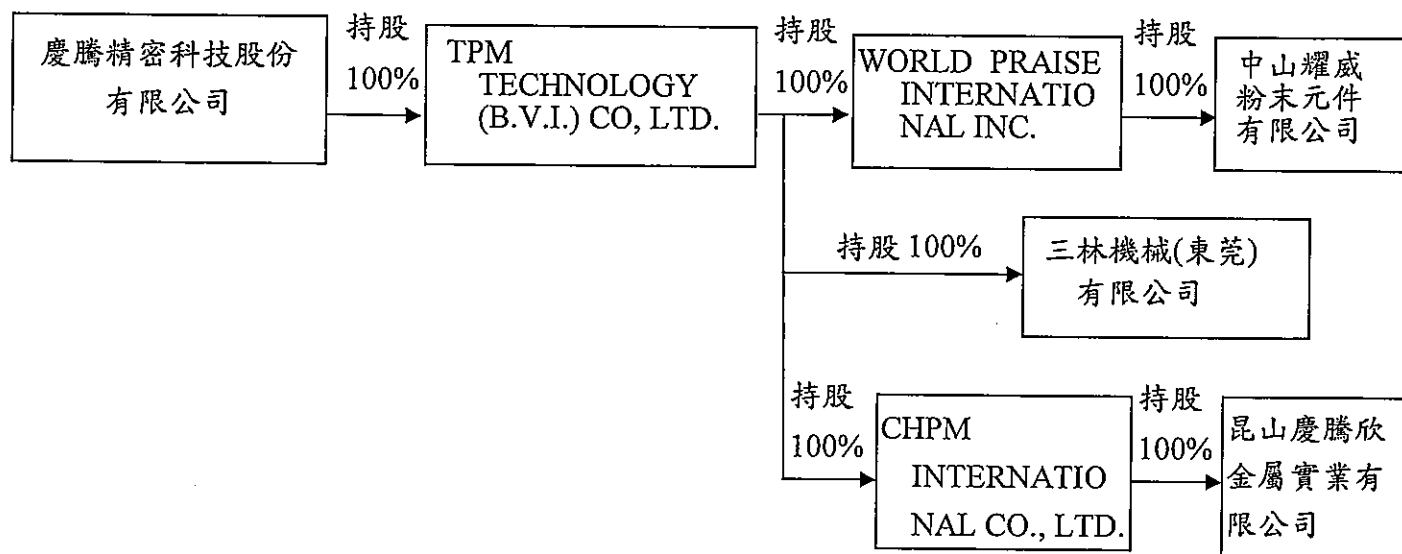 慶騰精密科技股份
有限公司
持股
100%
TPM
TECHNOLOGY
(B.V.I.) CO, LTD.
持股
100%
WORLD PRAISE
INTERNATIO
NAL INC.
持股
100%
中山耀威
粉末元件
有限公司
持股 100%
三林機械(東莞)
有限公司
持股
100%
CHPM
INTERNATIO
NAL CO., LTD.
持股
100%
昆山慶騰欣
金屬實業有
限公司